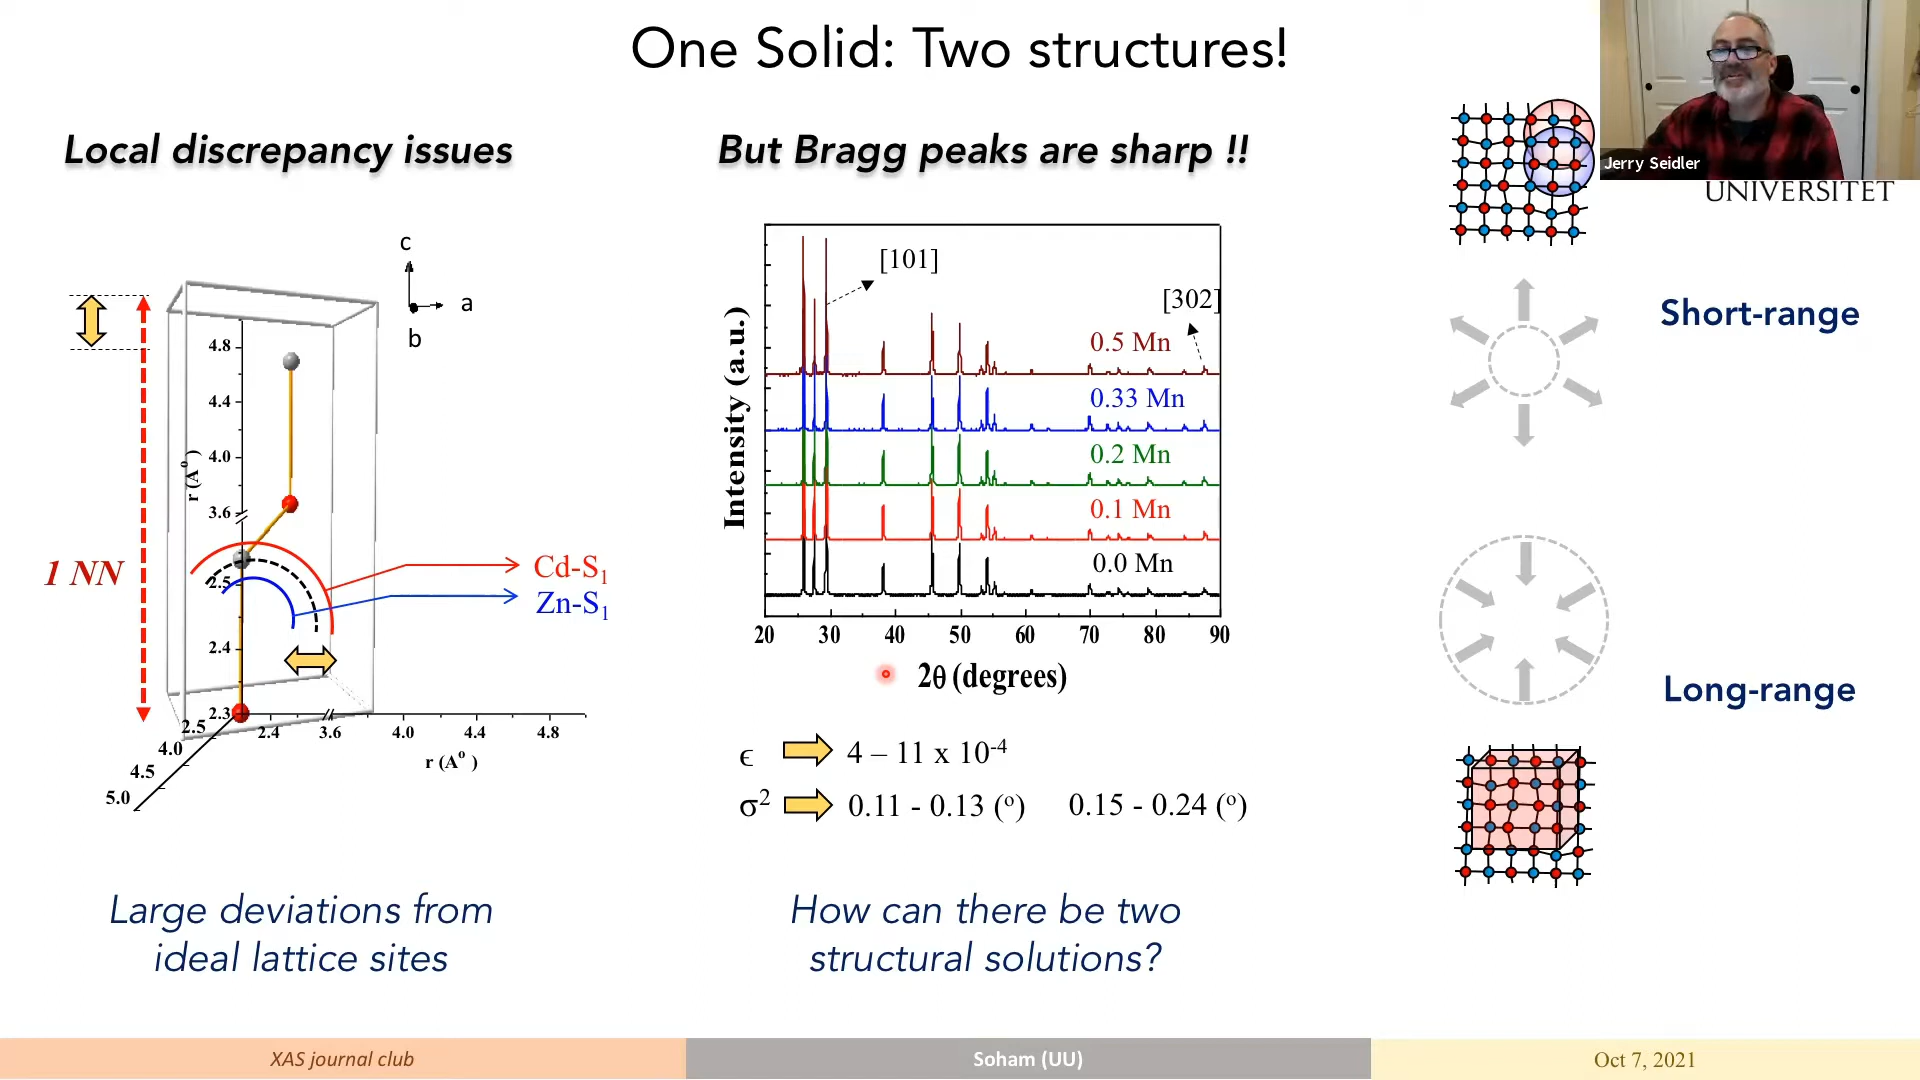 One Solid: Two structures!
Jerry Seidler
UNIVERSITET
Local discrepancy issues
c
a
b
4.8
4.4
4.0
r (Aº)
3.6
2.5
2.4
2.3
1 NN
Cd-S₁
Zn-S₁
2.5
4.0
4.5
5.0
2.4
3.6
4.0
4.4
4.8
r (Aº )
Large deviations from
ideal lattice sites
But Bragg peaks are sharp !!
Intensity (a.u.)
[101]
[302]
0.5 Mn
0.33 Mn
0.2 Mn
0.1 Mn
0.0 Mn
20 30 40 50 60 70 80 90
2θ (degrees)
ϵ 4 – 11 x 10⁻⁴
σ² 0.11 - 0.13 (º) 0.15 - 0.24 (º)
How can there be two
structural solutions?
Short-range
Long-range
XAS journal club
Soham (UU)
Oct 7, 2021